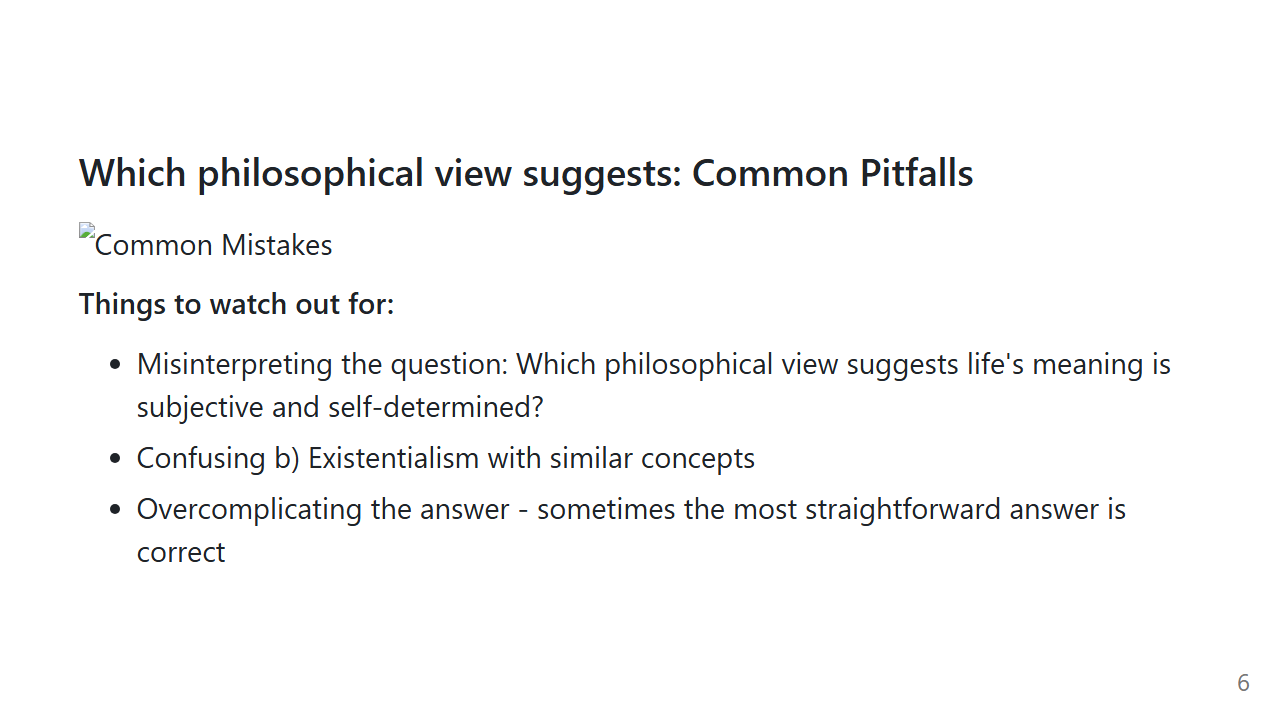 Which philosophical view suggests: Common Pitfalls
Common Mistakes
Things to watch out for:
Misinterpreting the question: Which philosophical view suggests life's meaning is
subjective and self-determined?
Confusing b) Existentialism with similar concepts
Overcomplicating the answer - sometimes the most straightforward answer is
correct
6